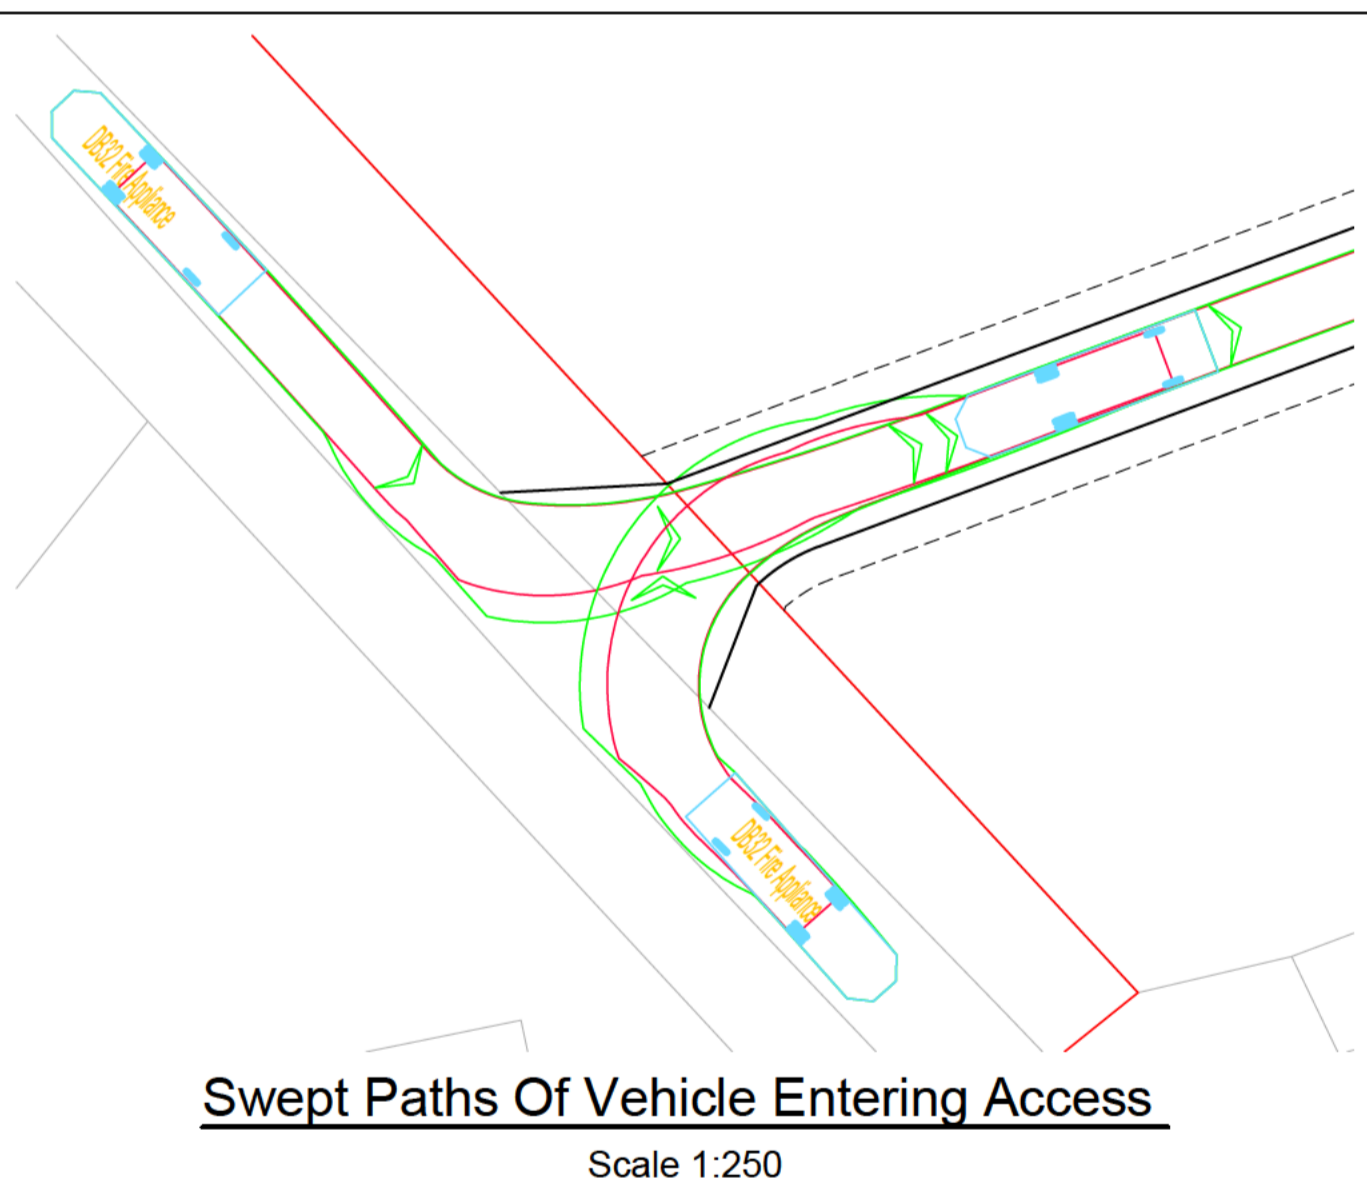 DB32 Fire Appliance
DB32 Fire Appliance
Swept Paths Of Vehicle Entering Access
Scale 1:250